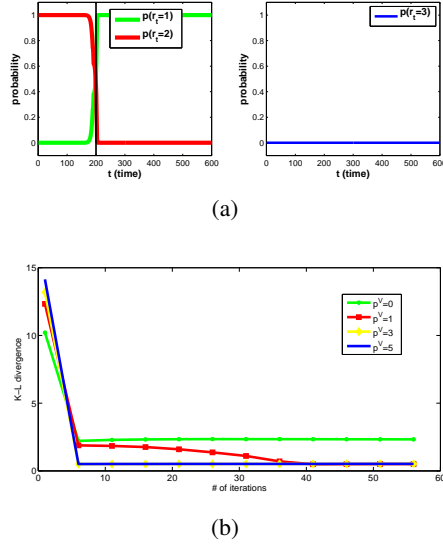 p(r_t=1)
p(r_t=2)
probability
1
0.8
0.6
0.4
0.2
0
0 100 200 300 400 500 600
t (time)
p(r_t=3)
probability
1
0.8
0.6
0.4
0.2
0
0 100 200 300 400 500 600
t (time)
(a)
K-L divergence
15
10
5
0
0 10 20 30 40 50 60
# of iterations
p^V=0
p^V=1
p^V=3
p^V=5
(b)